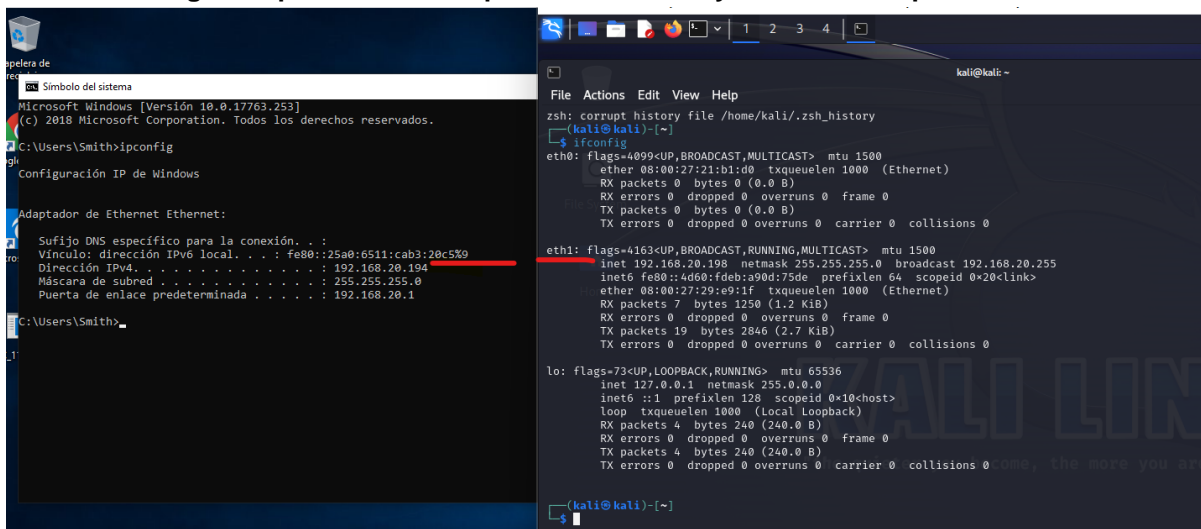 apelera de
Símbolo del sistema
Microsoft Windows [Versión 10.0.17763.253]
(c) 2018 Microsoft Corporation. Todos los derechos reservados.
C:\Users\Smith>ipconfig
Configuración IP de Windows
Adaptador de Ethernet Ethernet:
Sufijo DNS específico para la conexión. . :
Vínculo: dirección IPv6 local. . . : fe80::25a0:6511:cab3:20c5%9
Dirección IPv4. . . . . . . . . . . . . . : 192.168.20.194
Máscara de subred . . . . . . . . . . . . : 255.255.255.0
Puerta de enlace predeterminada . . . . . : 192.168.20.1
C:\Users\Smith>
1 2 3 4
kali@kali: ~
File Actions Edit View Help
zsh: corrupt history file /home/kali/.zsh_history
(kali㉿kali)-[~]
$ ifconfig
eth0: flags=4099<UP,BROADCAST,MULTICAST> mtu 1500
ether 08:00:27:21:b1:d0 txqueuelen 1000 (Ethernet)
RX packets 0 bytes 0 (0.0 B)
RX errors 0 dropped 0 overruns 0 frame 0
TX packets 0 bytes 0 (0.0 B)
TX errors 0 dropped 0 overruns 0 carrier 0 collisions 0
eth1: flags=4163<UP,BROADCAST,RUNNING,MULTICAST> mtu 1500
inet 192.168.20.198 netmask 255.255.255.0 broadcast 192.168.20.255
inet6 fe80::4d60:fdeb:a90d:75de prefixlen 64 scopeid 0×20<link>
ether 08:00:27:29:e9:1f txqueuelen 1000 (Ethernet)
RX packets 7 bytes 1250 (1.2 KiB)
RX errors 0 dropped 0 overruns 0 frame 0
TX packets 19 bytes 2846 (2.7 KiB)
TX errors 0 dropped 0 overruns 0 carrier 0 collisions 0
lo: flags=73<UP,LOOPBACK,RUNNING> mtu 65536
inet 127.0.0.1 netmask 255.0.0.0
inet6 ::1 prefixlen 128 scopeid 0×10<host>
loop txqueuelen 1000 (Local Loopback)
RX packets 4 bytes 240 (240.0 B)
RX errors 0 dropped 0 overruns 0 frame 0
TX packets 4 bytes 240 (240.0 B)
TX errors 0 dropped 0 overruns 0 carrier 0 collisions 0
KALI LIN
come, the more you are
(kali㉿kali)-[~]
$